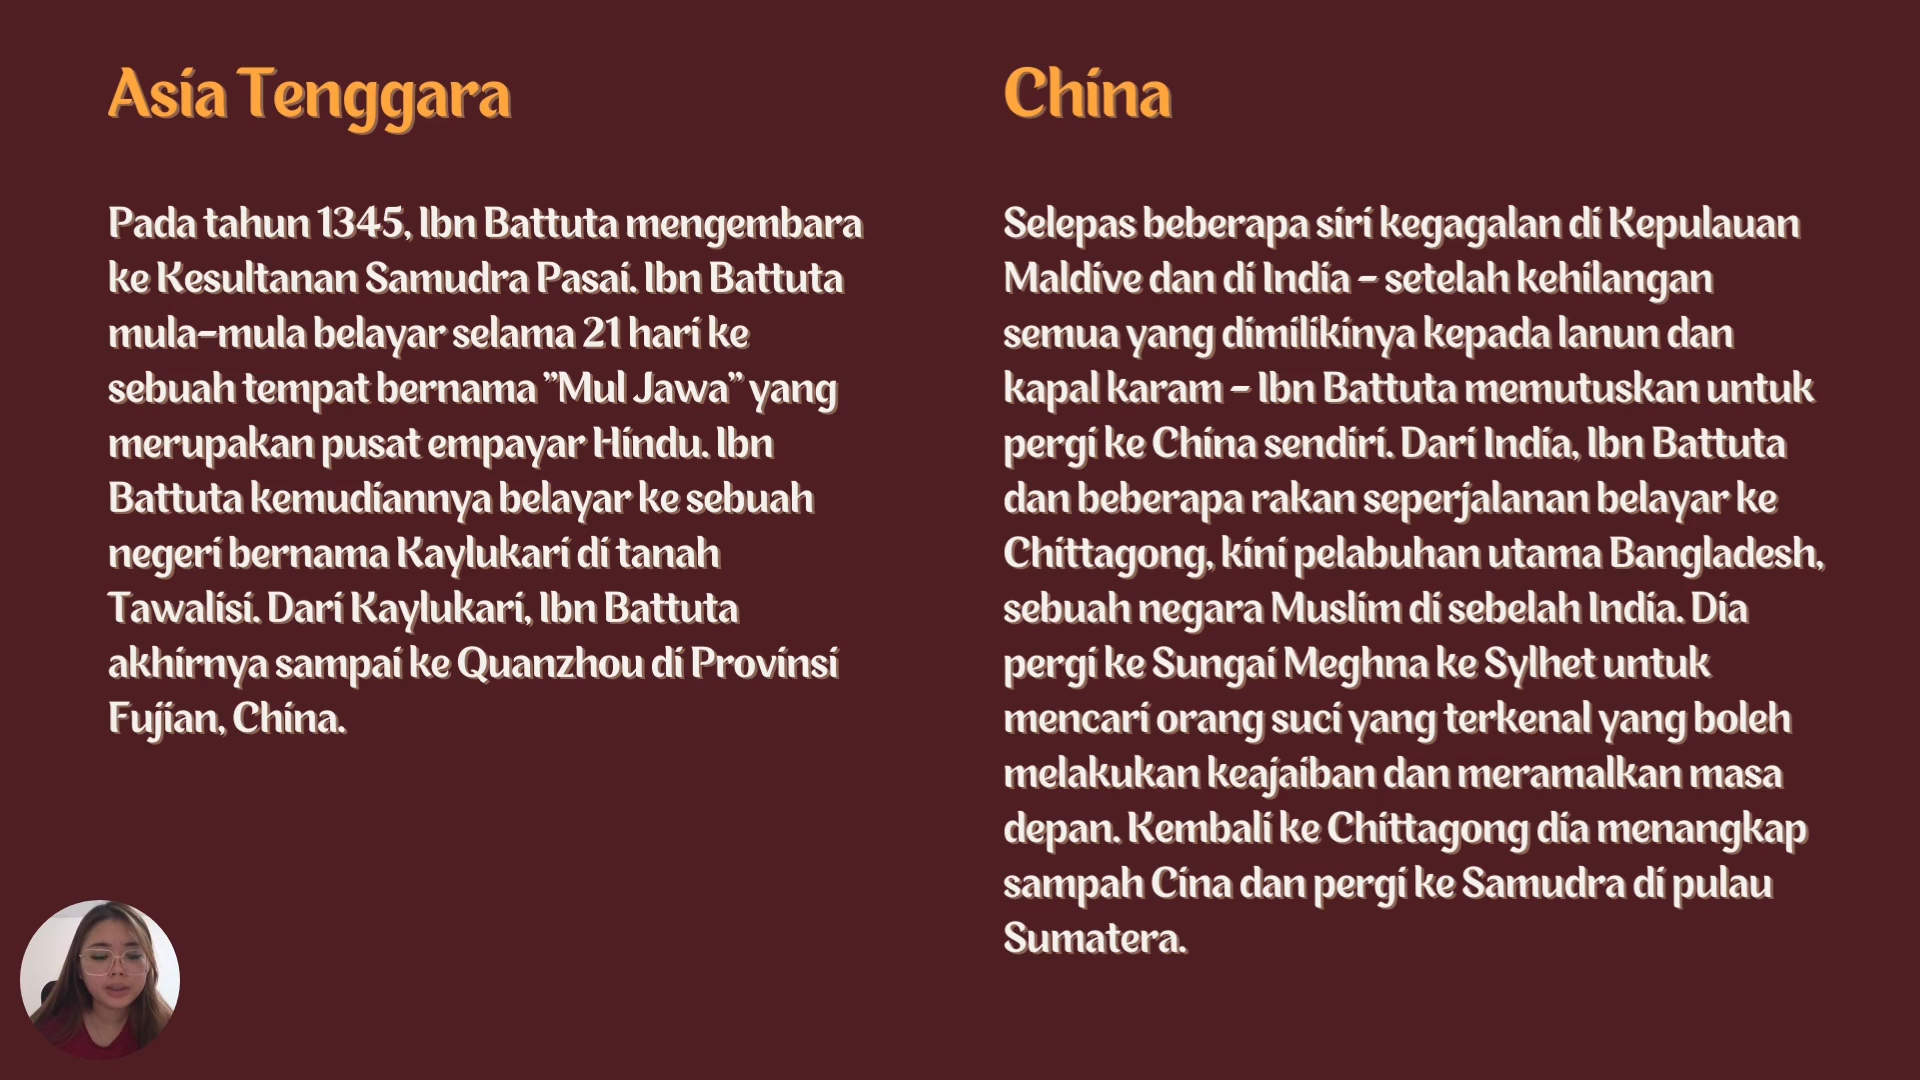 Asia Tenggara
Pada tahun 1345, Ibn Battuta mengembara
ke Kesultanan Samudra Pasai. Ibn Battuta
mula-mula belayar selama 21 hari ke
sebuah tempat bernama "Mul Jawa" yang
merupakan pusat empayar Hindu. Ibn
Battuta kemudiannya belayar ke sebuah
negeri bernama Kaylukari di tanah
Tawalisi. Dari Kaylukari, Ibn Battuta
akhirnya sampai ke Quanzhou di Provinsi
Fujian, China.
China
Selepas beberapa siri kegagalan di Kepulauan
Maldive dan di India - setelah kehilangan
semua yang dimilikinya kepada lanun dan
kapal karam - Ibn Battuta memutuskan untuk
pergi ke China sendiri. Dari India, Ibn Battuta
dan beberapa rakan seperjalanan belayar ke
Chittagong, kini pelabuhan utama Bangladesh,
sebuah negara Muslim di sebelah India. Dia
pergi ke Sungai Meghna ke Sylhet untuk
mencari orang suci yang terkenal yang boleh
melakukan keajaiban dan meramalkan masa
depan. Kembali ke Chittagong dia menangkap
sampah Cina dan pergi ke Samudra di pulau
Sumatera.